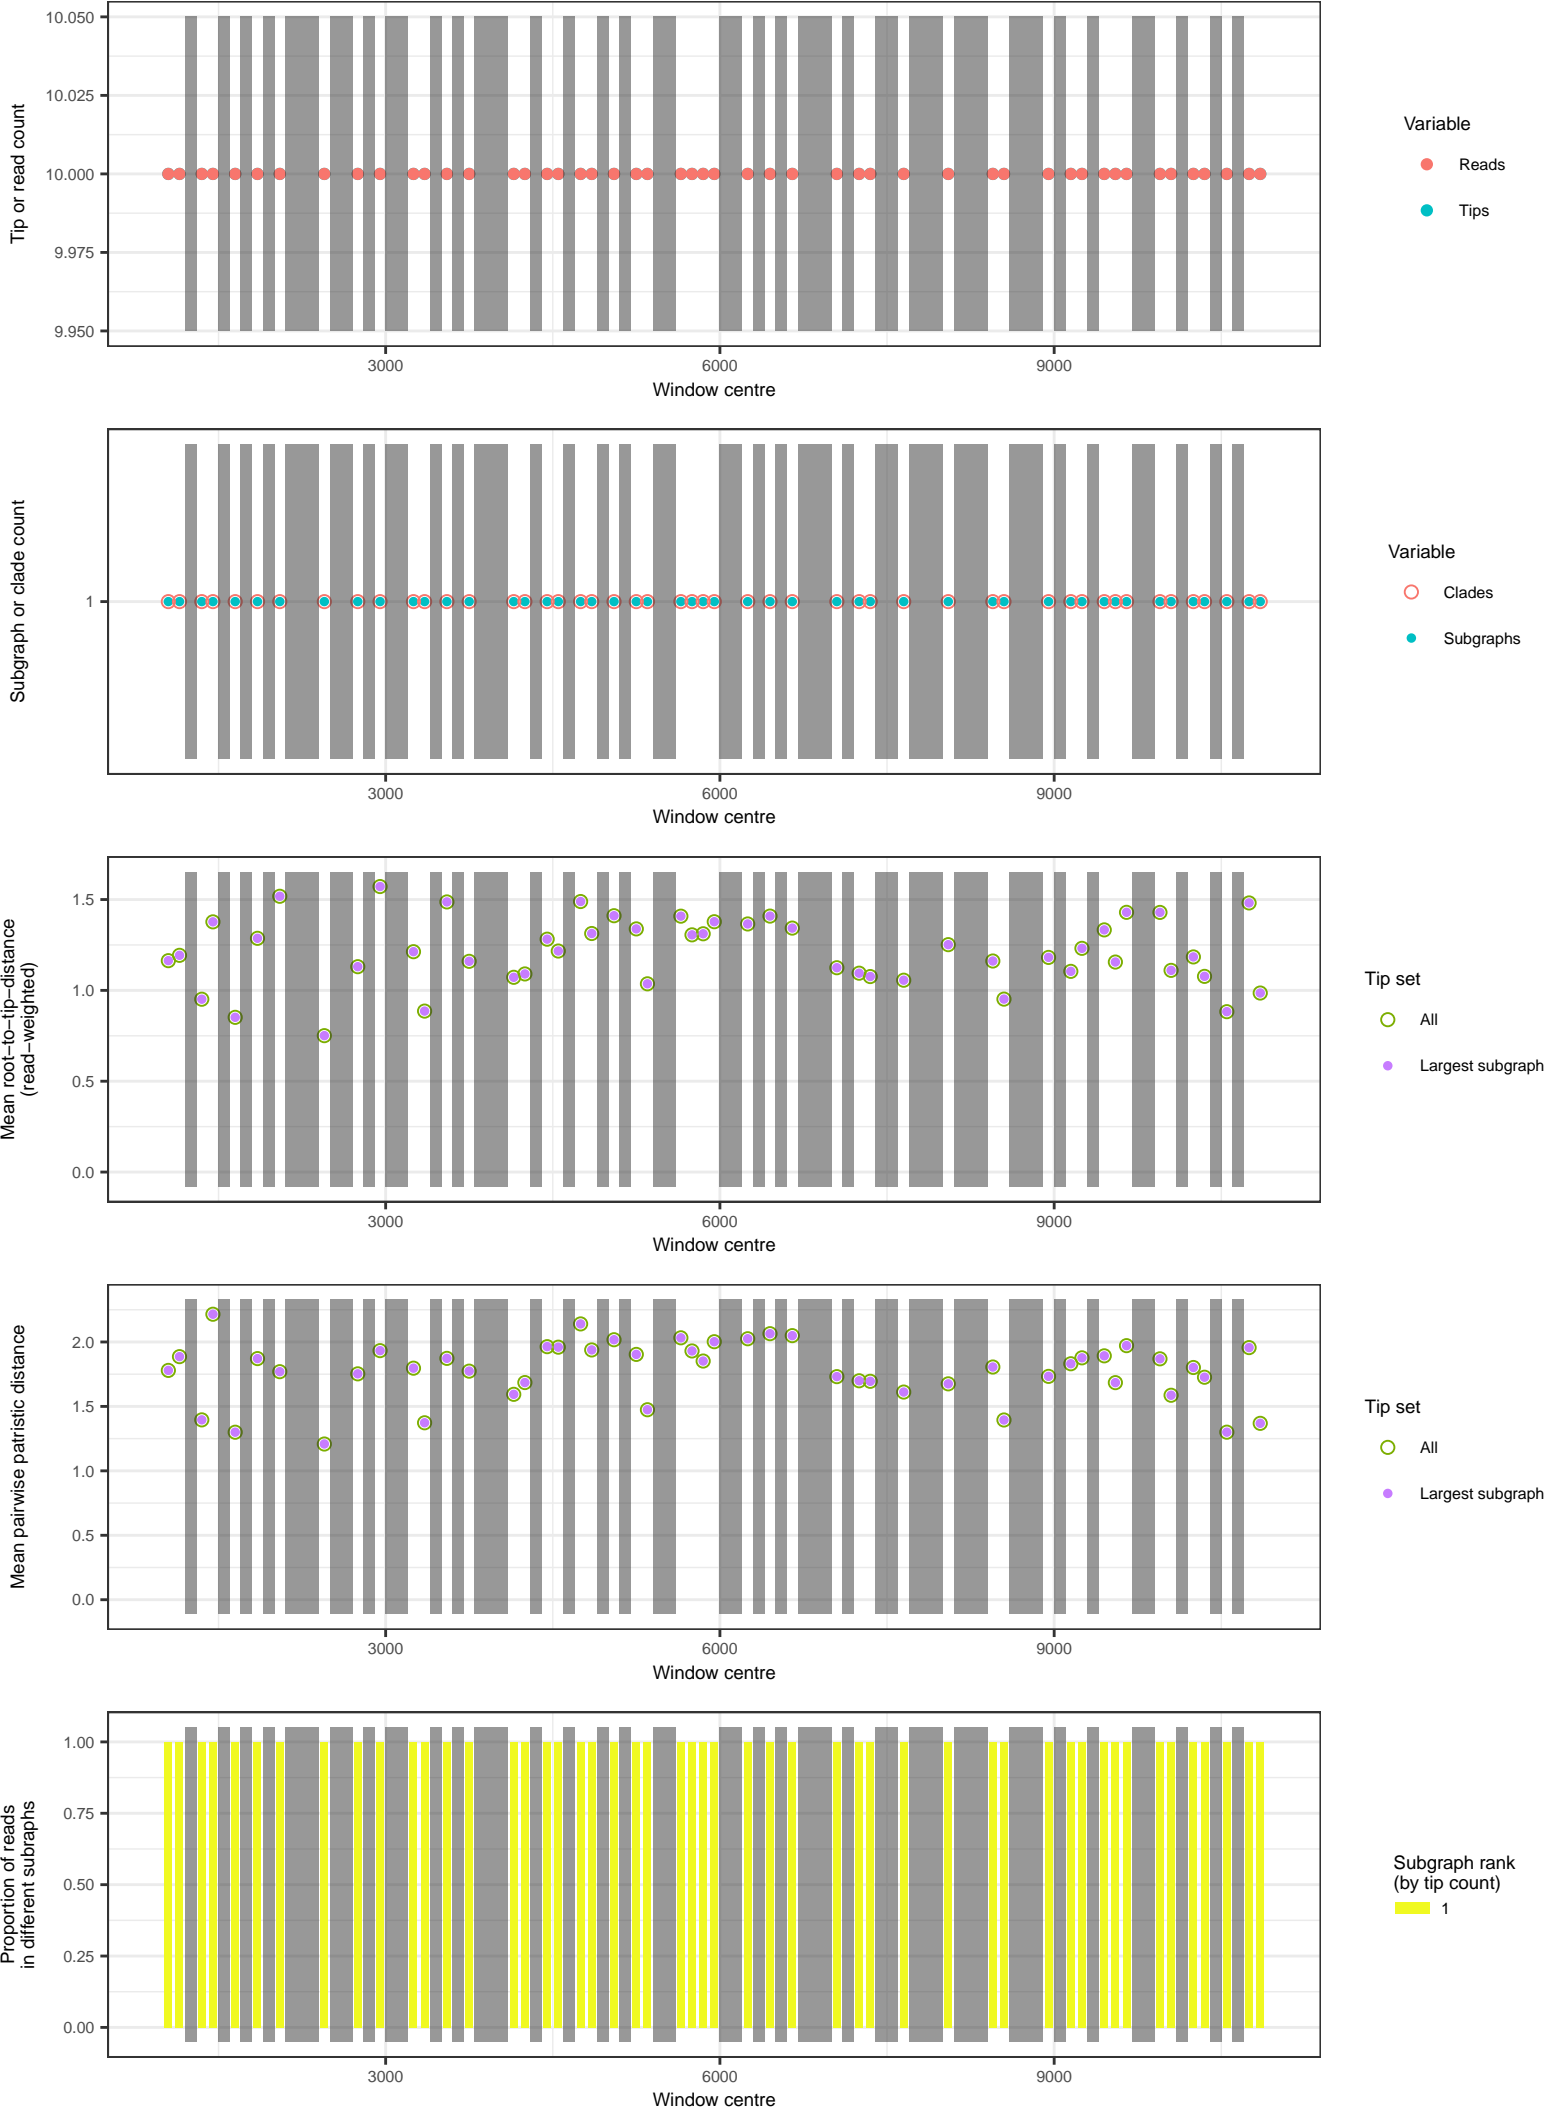 10.050
10.025
10.000
9.975
9.950
Tip or read count
3000
6000
9000
Window centre
Variable
Reads
Tips
1
Subgraph or clade count
3000
6000
9000
Window centre
Variable
Clades
Subgraphs
1.5
1.0
0.5
0.0
Mean root−to−tip−distance
(read−weighted)
3000
6000
9000
Window centre
Tip set
All
Largest subgraph
2.0
1.5
1.0
0.5
0.0
Mean pairwise patristic distance
3000
6000
9000
Window centre
Tip set
All
Largest subgraph
1.00
0.75
0.50
0.25
0.00
Proportion of reads
in different subraphs
3000
6000
9000
Window centre
Subgraph rank
(by tip count)
1